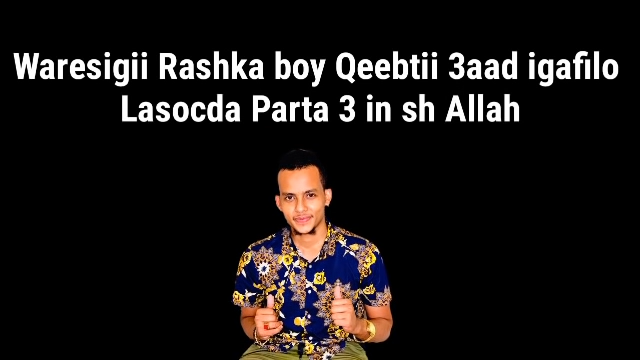 Waresigii Rashka boy Qeebtii 3aad igafilo
Lasocda Parta 3 in sh Allah